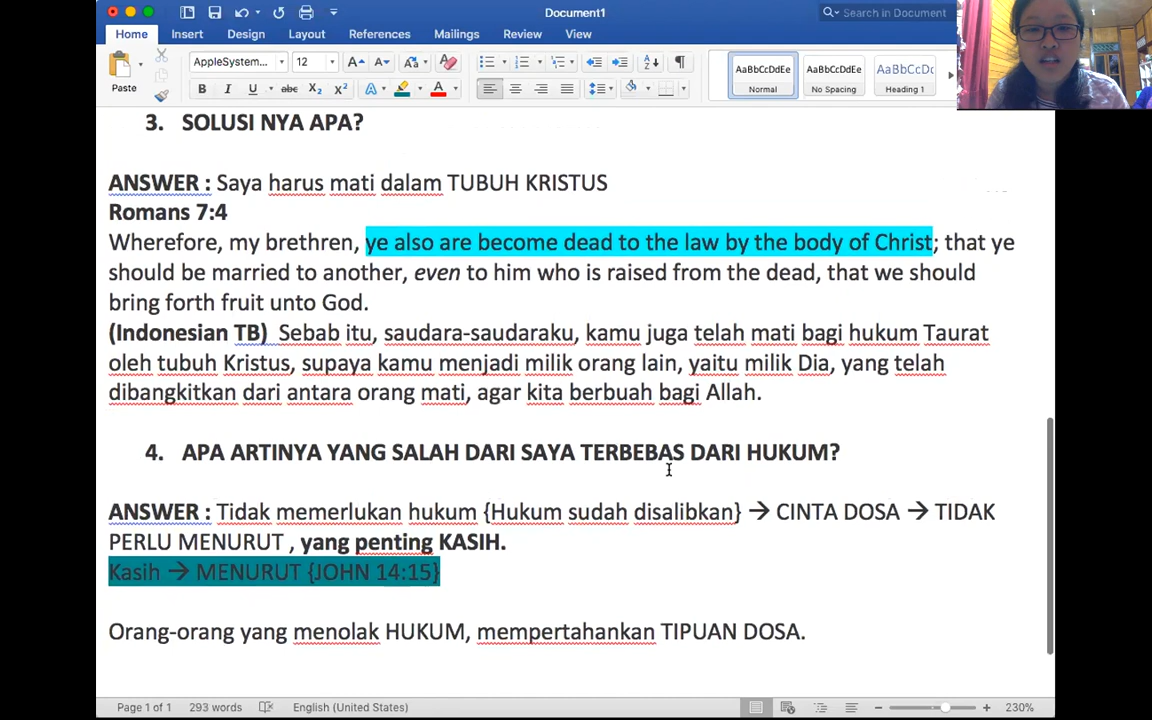 Document1
Search in Document
Home Insert Design Layout References Mailings Review View
Paste
AppleSystem... 12
B I U abc X₂ X²
AaBbCcDdEe AaBbCcDdEe AaBbCcDc
Normal No Spacing Heading 1
3. SOLUSI NYA APA?
ANSWER : Saya harus mati dalam TUBUH KRISTUS
Romans 7:4
Wherefore, my brethren, ye also are become dead to the law by the body of Christ; that ye
should be married to another, even to him who is raised from the dead, that we should
bring forth fruit unto God.
(Indonesian TB) Sebab itu, saudara-saudaraku, kamu juga telah mati bagi hukum Taurat
oleh tubuh Kristus, supaya kamu menjadi milik orang lain, yaitu milik Dia, yang telah
dibangkitkan dari antara orang mati, agar kita berbuah bagi Allah.
4. APA ARTINYA YANG SALAH DARI SAYA TERBEBAS DARI HUKUM?
ANSWER : Tidak memerlukan hukum {Hukum sudah disalibkan} → CINTA DOSA → TIDAK
PERLU MENURUT , yang penting KASIH.
Kasih → MENURUT {JOHN 14:15}
Orang-orang yang menolak HUKUM, mempertahankan TIPUAN DOSA.
Page 1 of 1 293 words English (United States) 230%